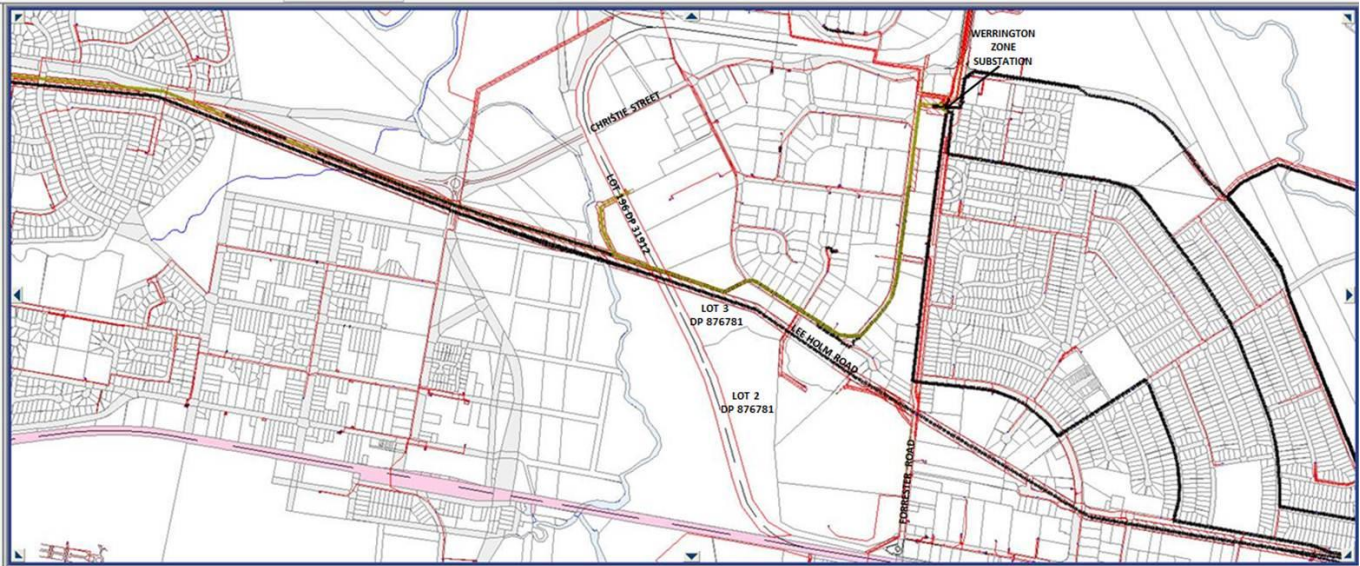 WERRINGTON
ZONE
SUBSTATION
CHRISTIE STREET
LOT 196 DP 31912
LOT 3
DP 876781
LEE HOLM ROAD
LOT 2
DP 876781
FORRESTER ROAD